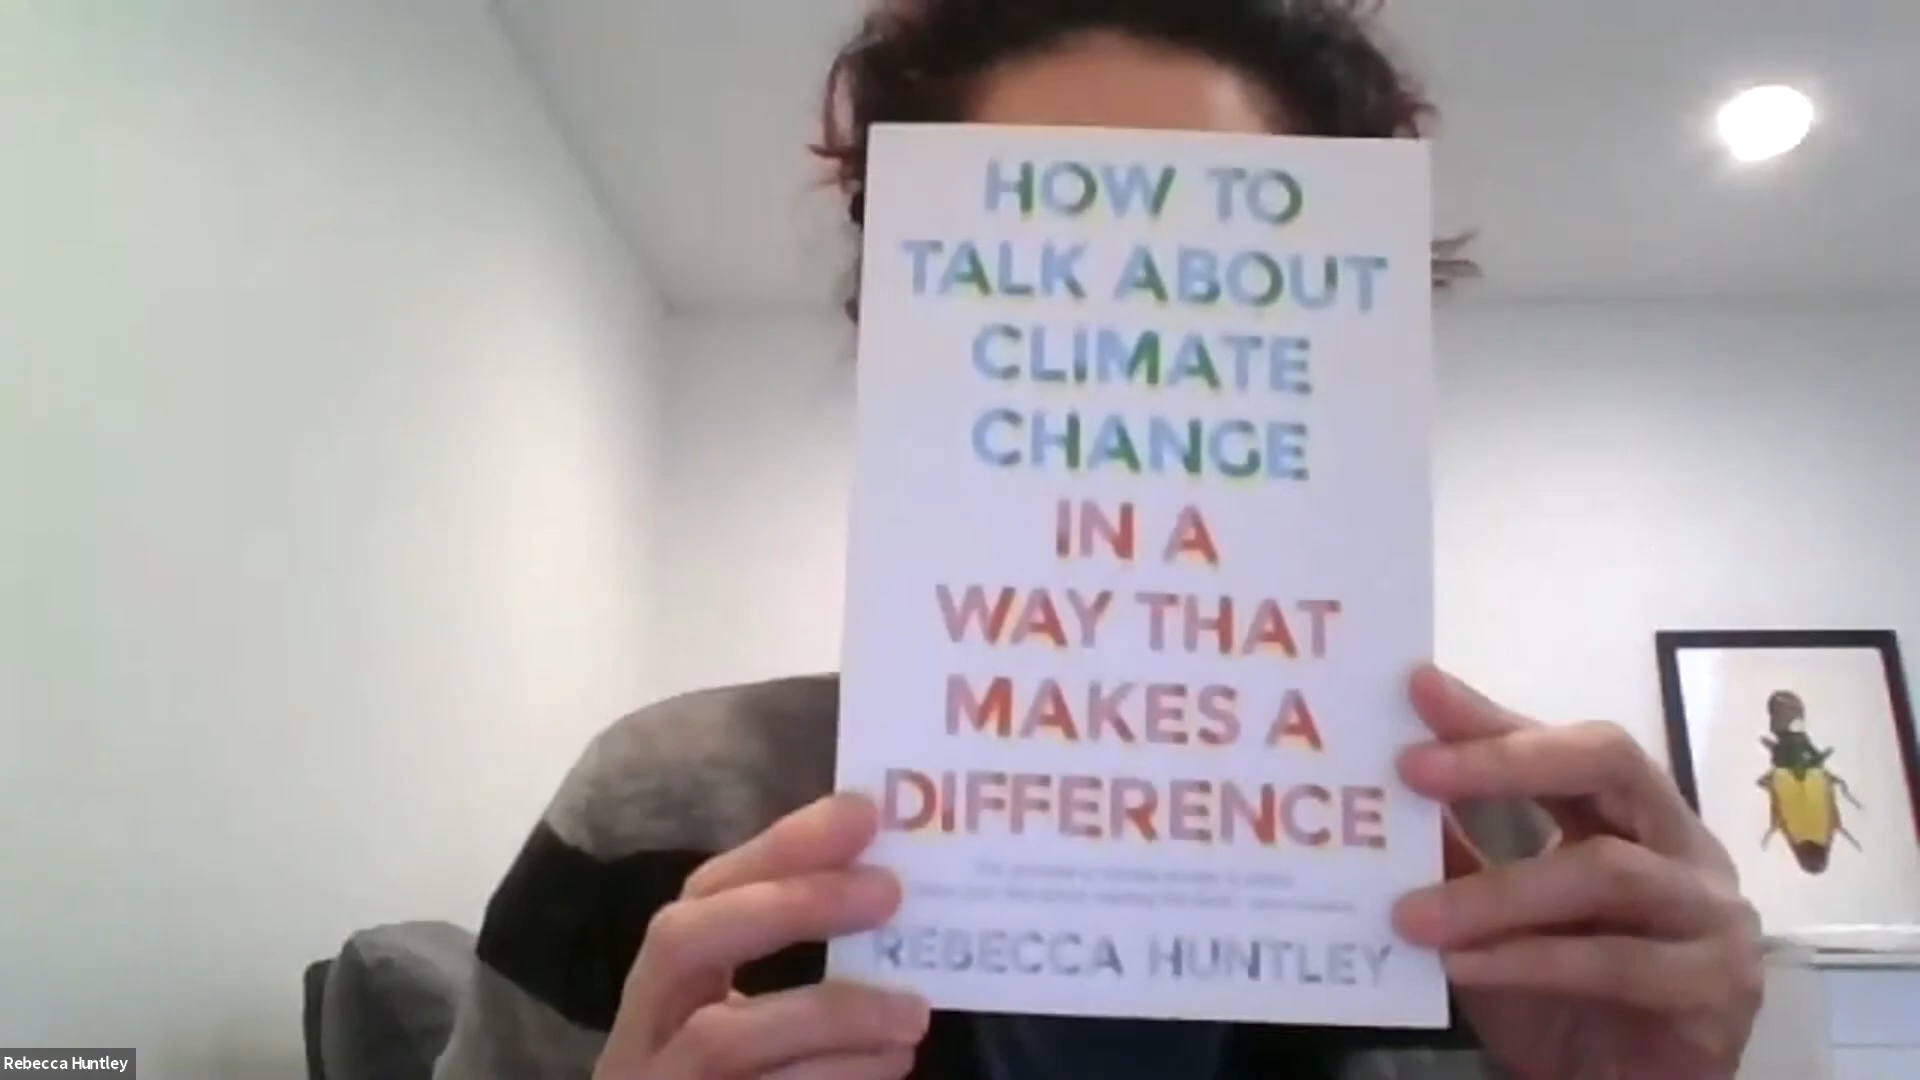 HOW TO
TALK ABOUT
CLIMATE
CHANGE
IN A
WAY THAT
MAKES A
DIFFERENCE
REBECCA HUNTLEY
Rebecca Huntley